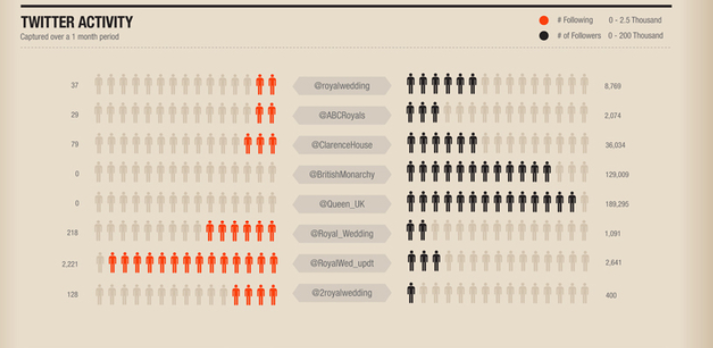 TWITTER ACTIVITY
Captured over a 1 month period
# Following 0 - 2.5 Thousand
# of Followers 0 - 200 Thousand
37 @royalwedding 8,769
29 @ABCRoyals 2,074
79 @ClarenceHouse 36,034
0 @BritishMonarchy 129,009
0 @Queen_UK 189,295
218 @Royal_Wedding 1,091
2,221 @RoyalWed_updt 2,641
128 @2royalwedding 400